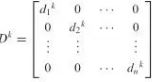 D^k = [ d_1^k 0 ⋯ 0
0 d_2^k ⋯ 0
⋮ ⋮ ⋮
0 0 ⋯ d_n^k ]